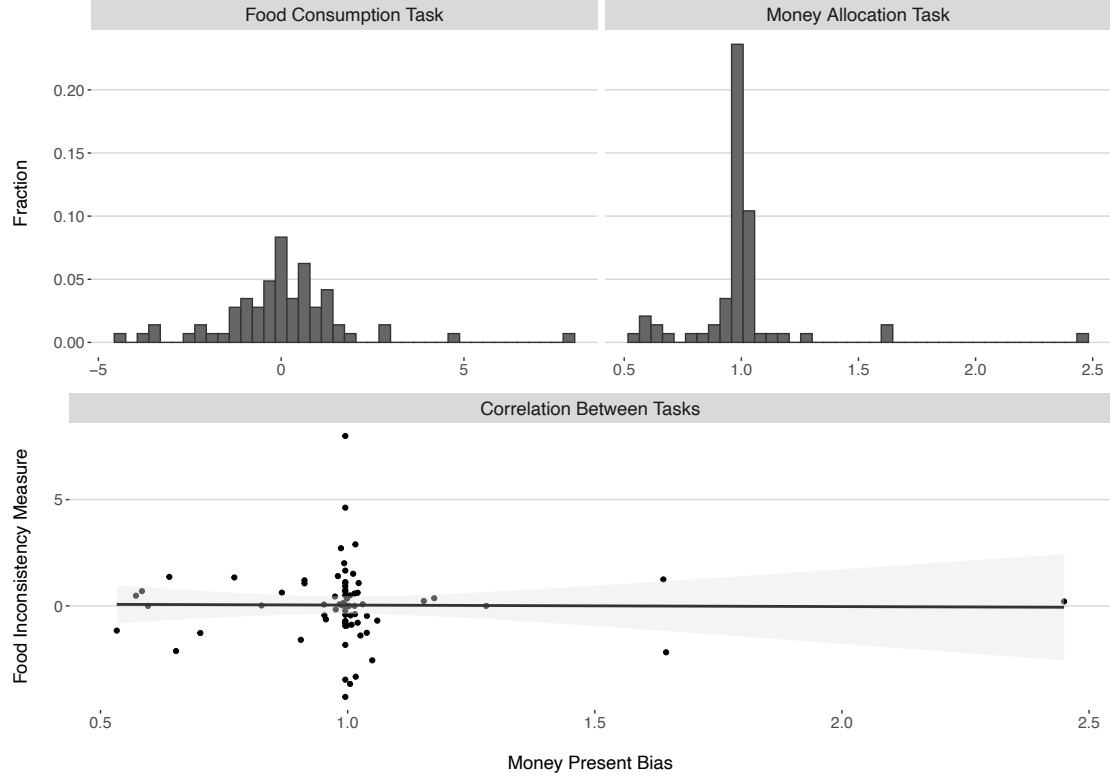 Food Consumption Task
Money Allocation Task
Fraction
0.20
0.15
0.10
0.05
0.00
−5 0 5
0.5 1.0 1.5 2.0 2.5
Correlation Between Tasks
Food Inconsistency Measure
5
0
0.5 1.0 1.5 2.0 2.5
Money Present Bias